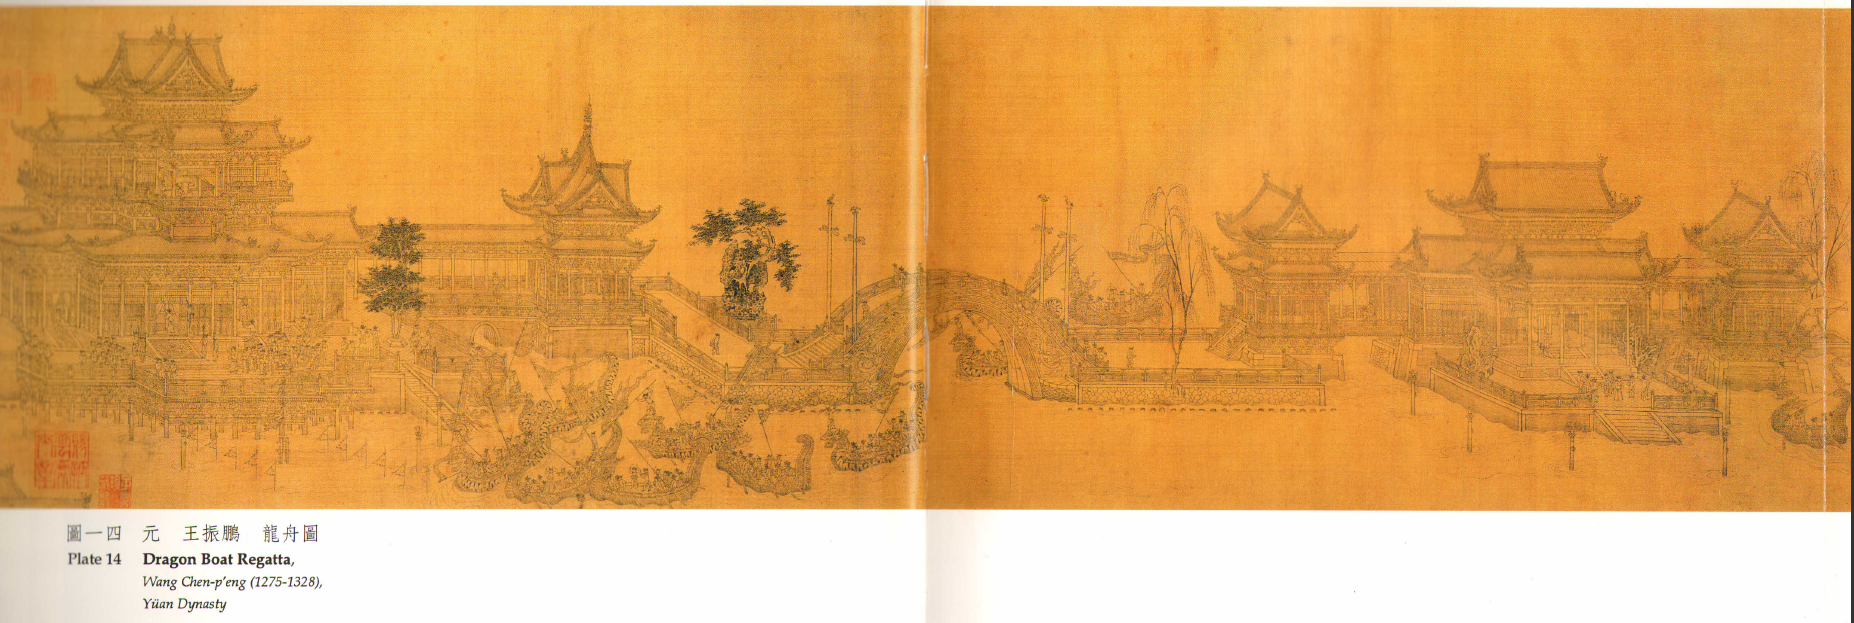 圖一四 元 王振鵬 龍舟圖
Plate 14 Dragon Boat Regatta,
Wang Chen-p'eng (1275-1328),
Yüan Dynasty